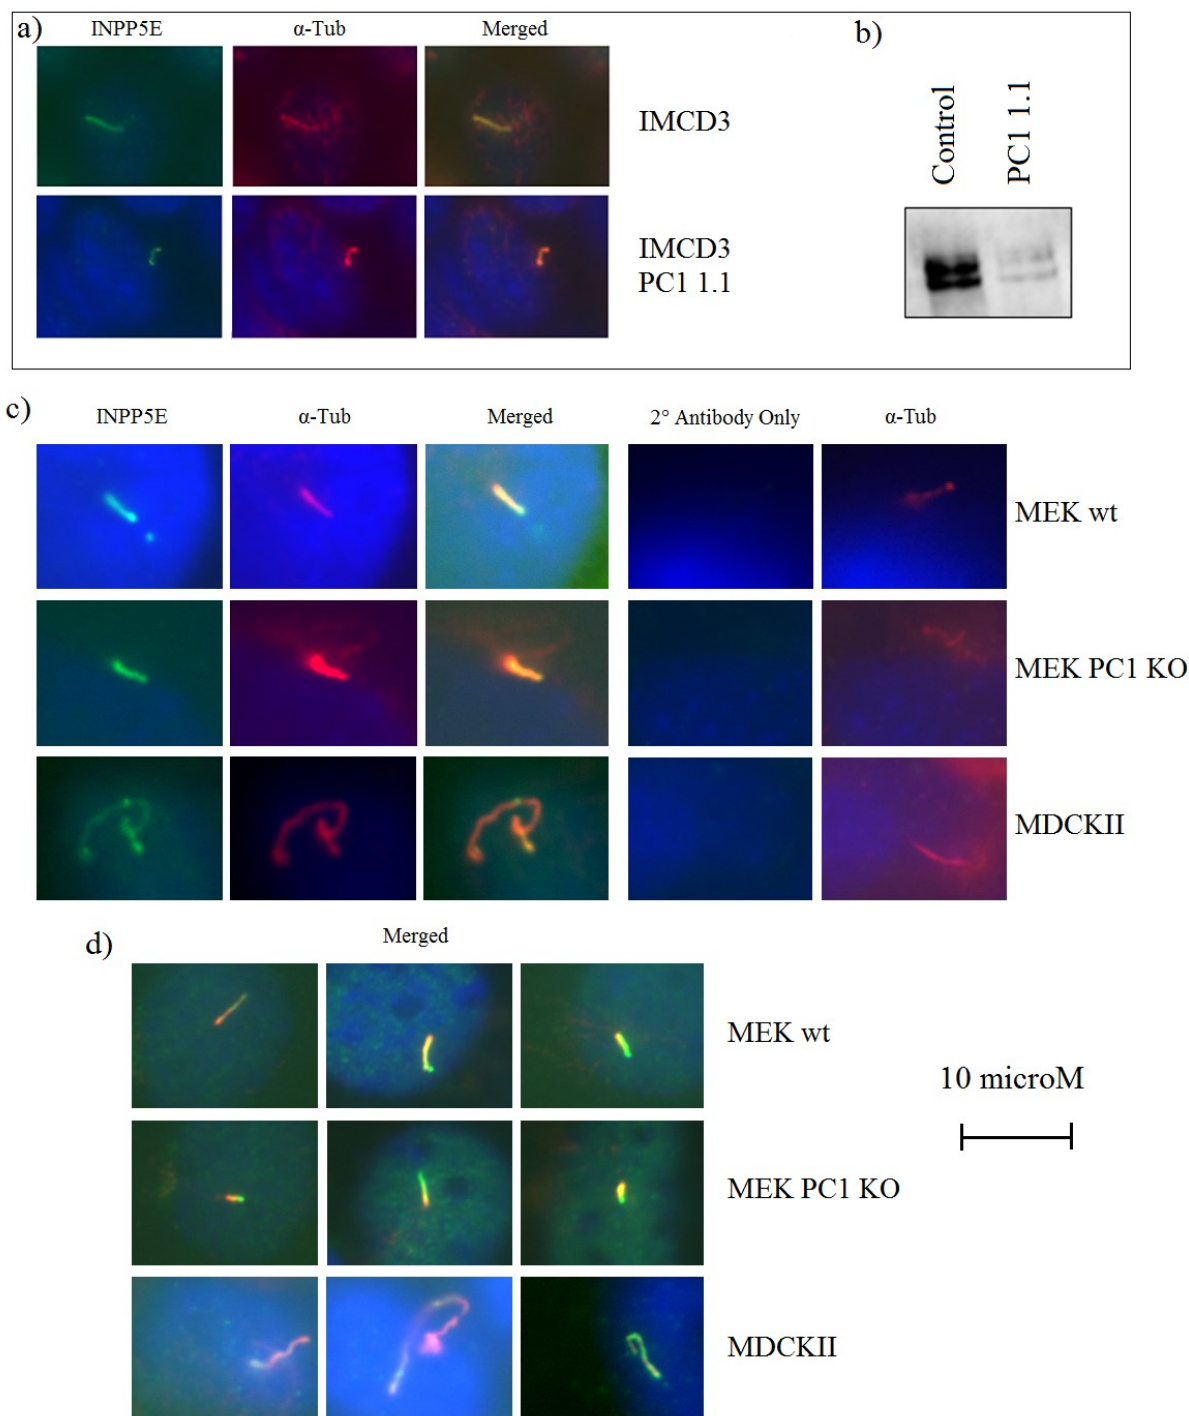 a)
INPP5E
α-Tub
Merged
IMCD3
IMCD3
PC1 1.1
b)
Control
PC1 1.1
c)
INPP5E
α-Tub
Merged
2° Antibody Only
α-Tub
MEK wt
MEK PC1 KO
MDCKII
d)
Merged
MEK wt
MEK PC1 KO
MDCKII
10 microM